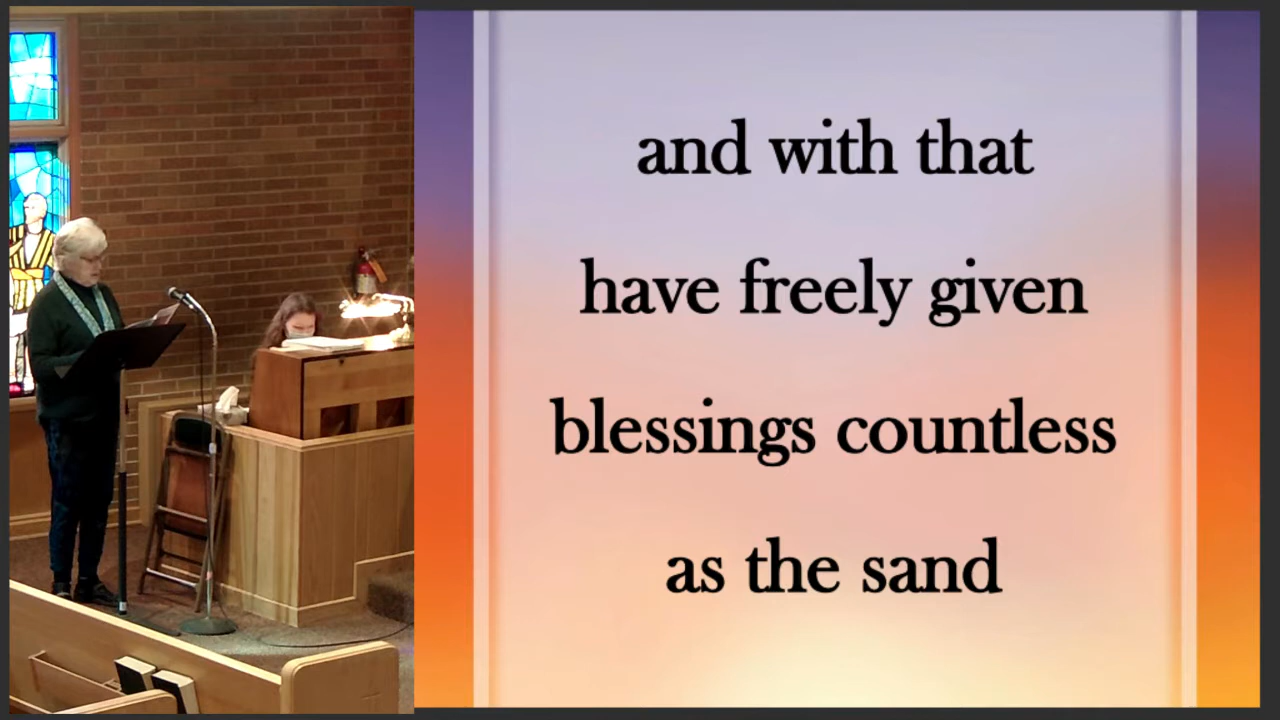 and with that
have freely given
blessings countless
as the sand